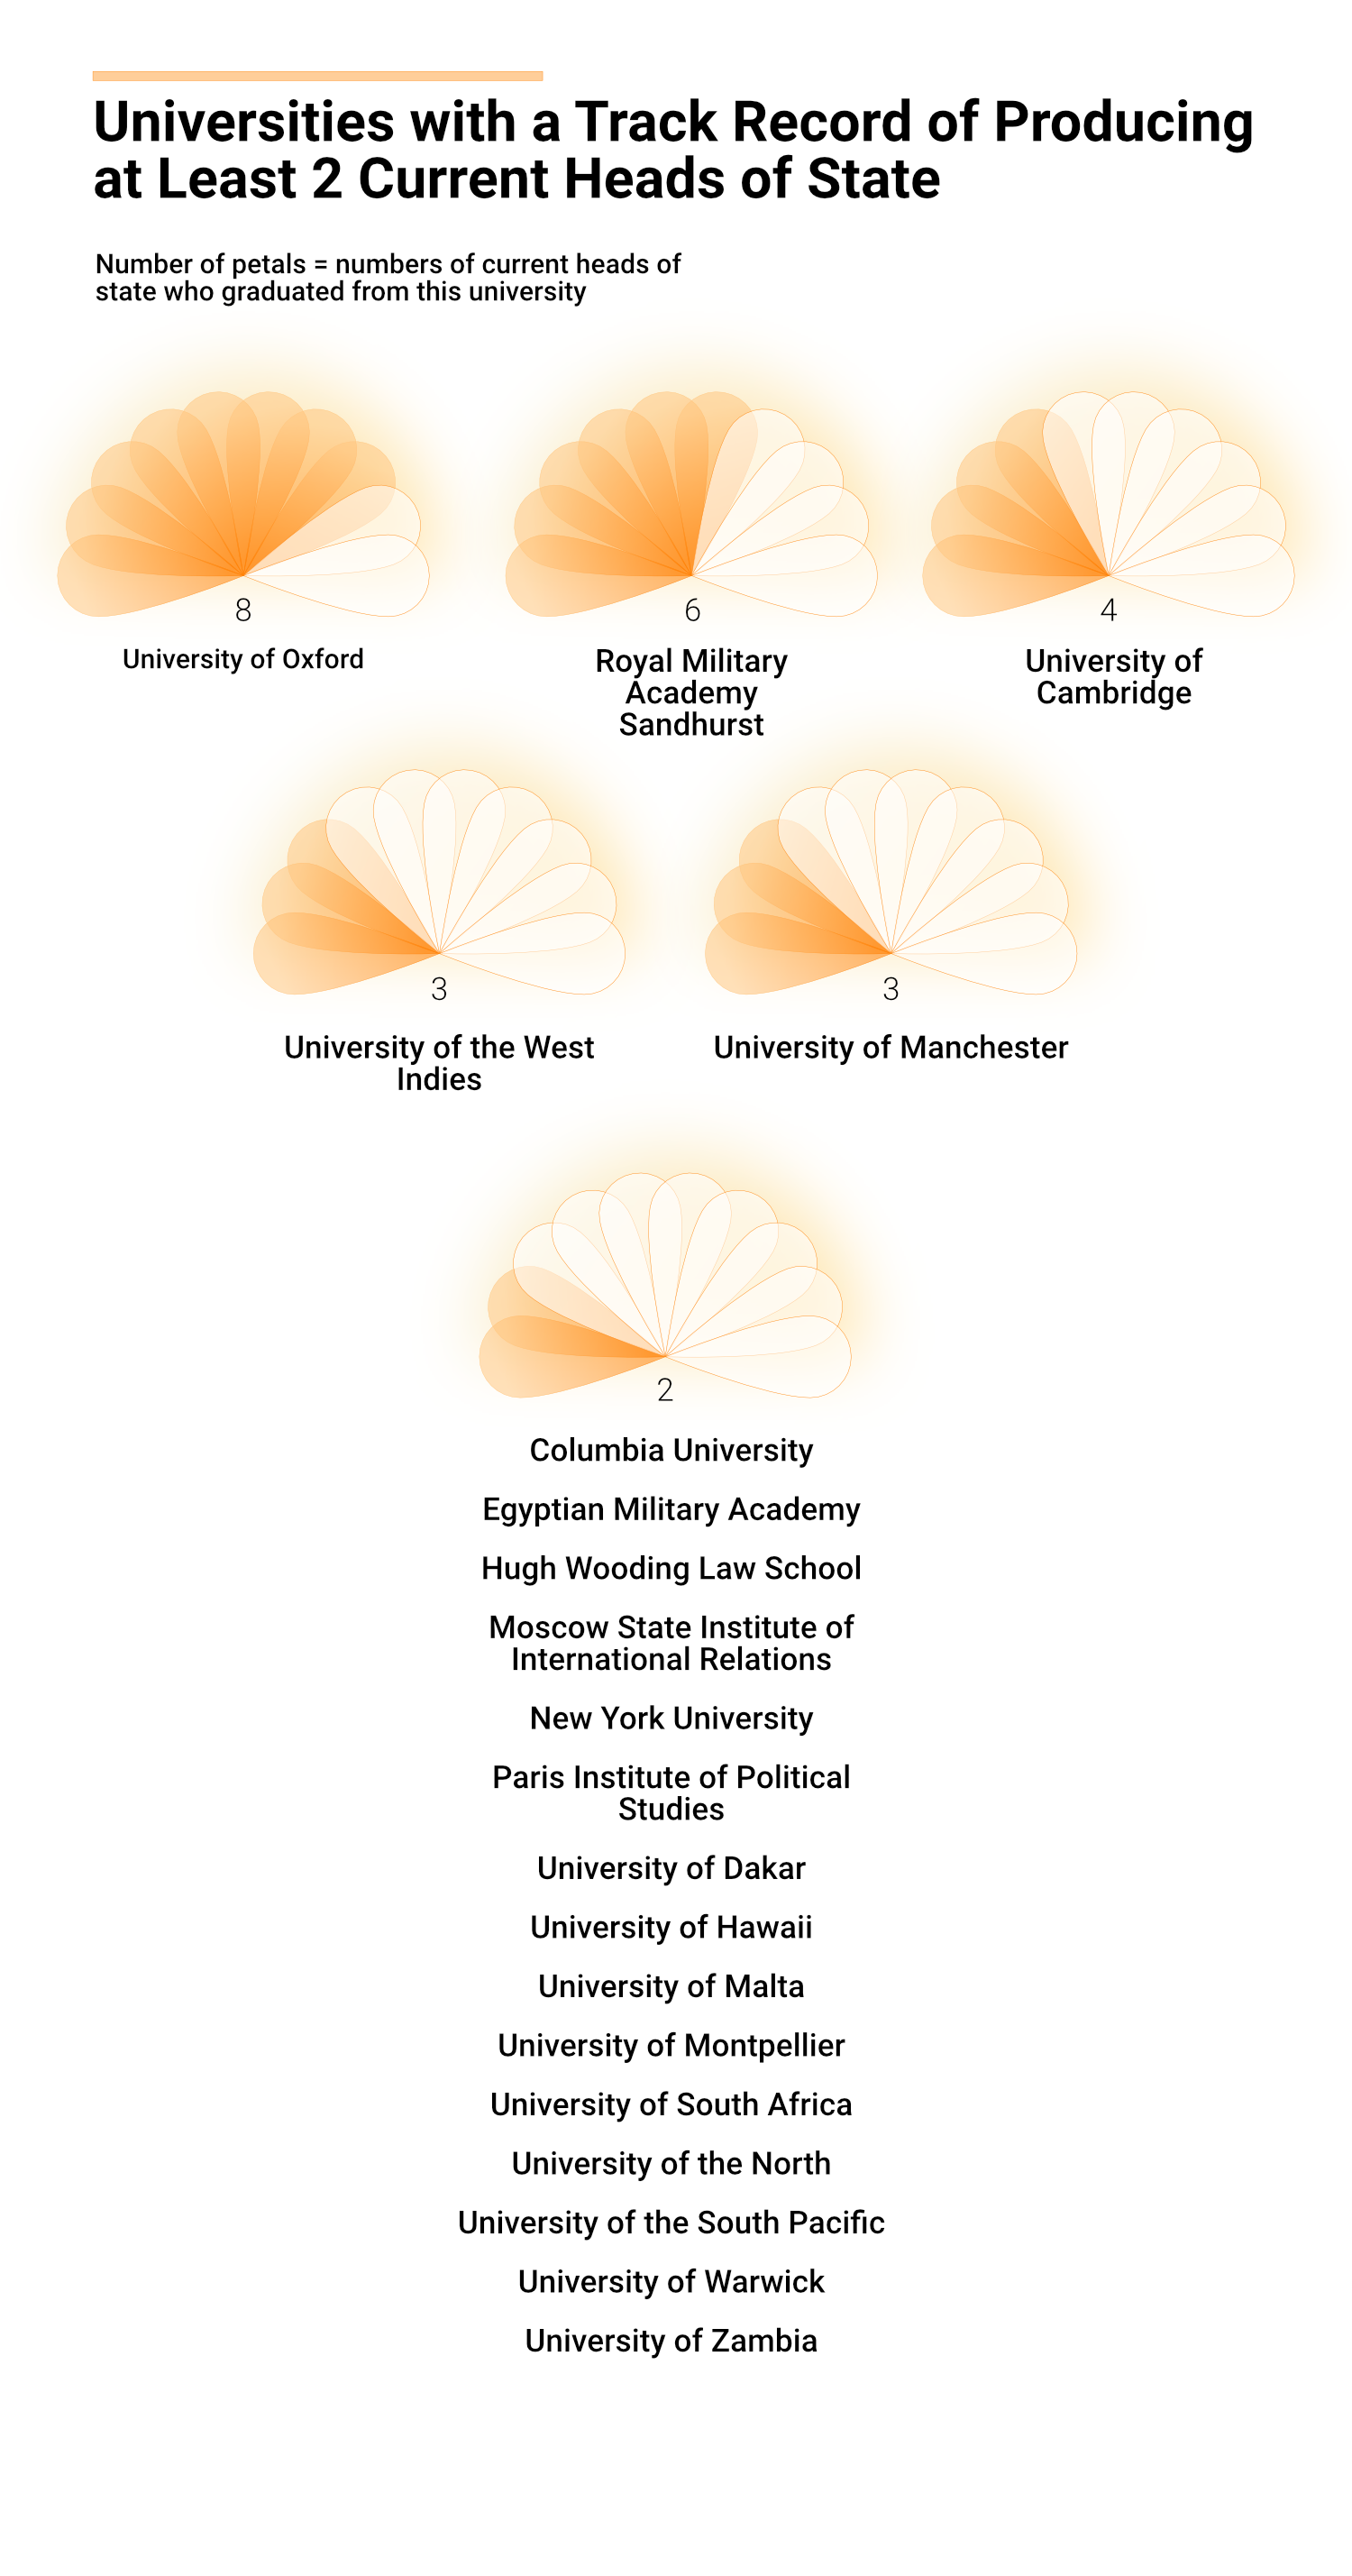 Universities with a Track Record of Producing
at Least 2 Current Heads of State
Number of petals = numbers of current heads of
state who graduated from this university
8
University of Oxford
6
Royal Military
Academy
Sandhurst
4
University of
Cambridge
3
University of the West
Indies
3
University of Manchester
2
Columbia University
Egyptian Military Academy
Hugh Wooding Law School
Moscow State Institute of
International Relations
New York University
Paris Institute of Political
Studies
University of Dakar
University of Hawaii
University of Malta
University of Montpellier
University of South Africa
University of the North
University of the South Pacific
University of Warwick
University of Zambia